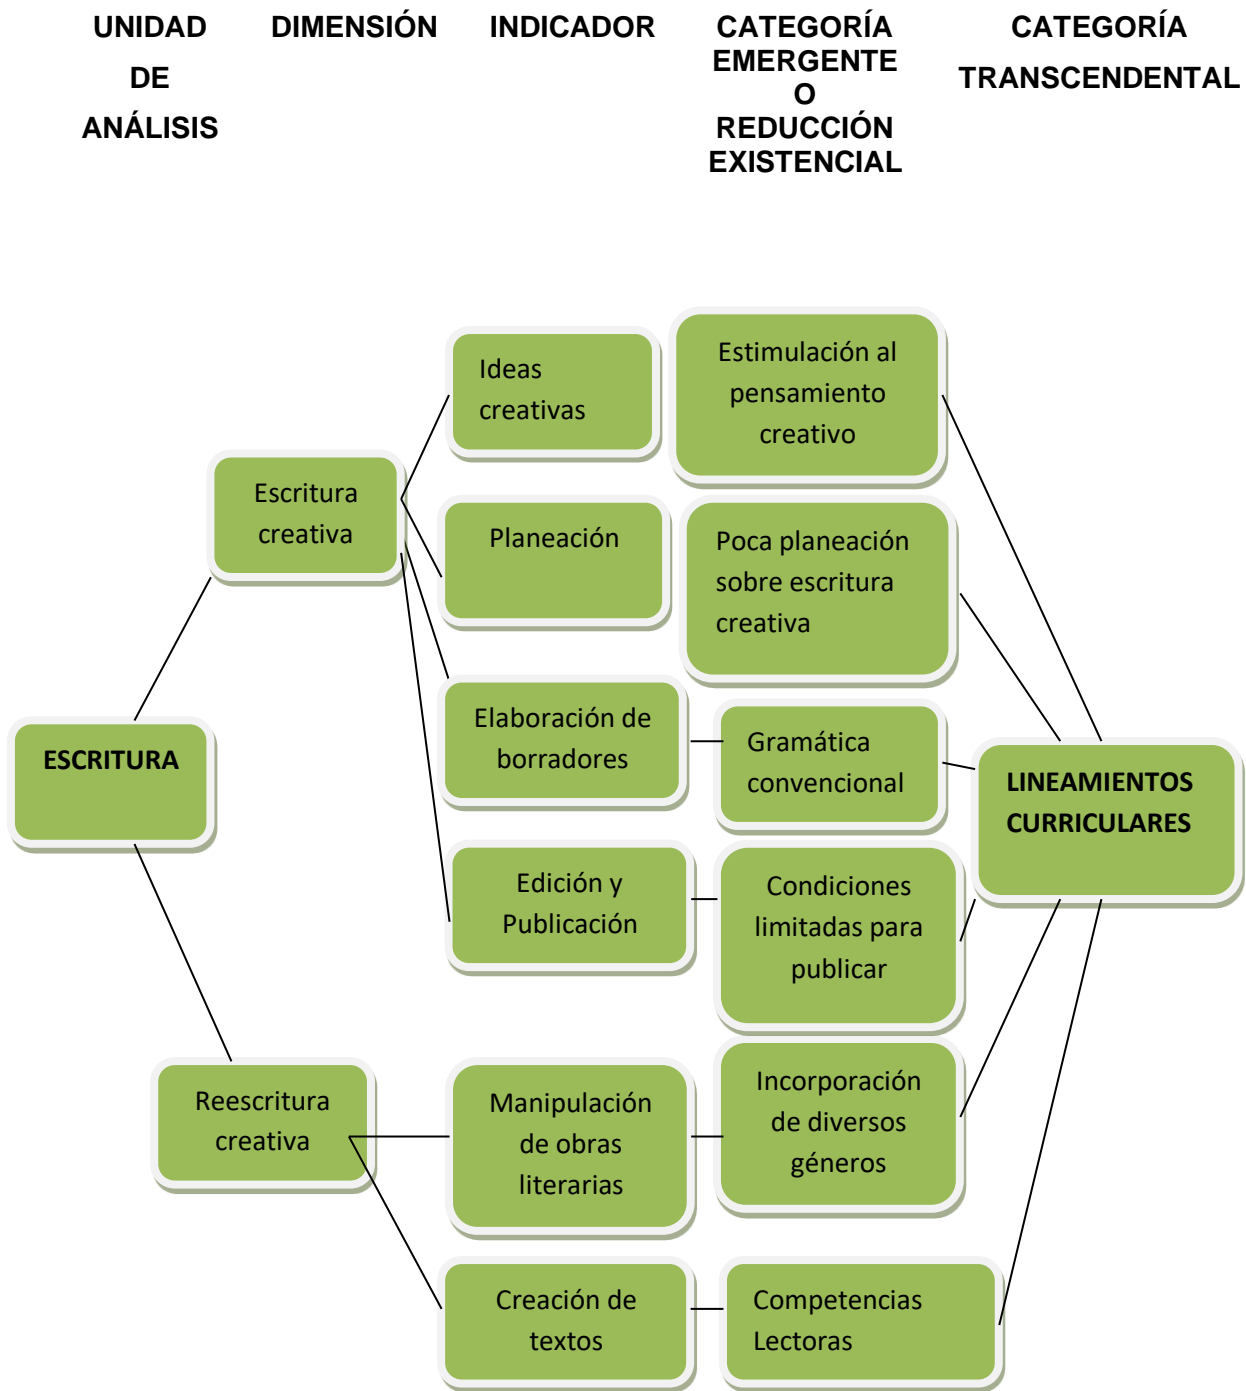 UNIDAD
DE
ANÁLISIS
DIMENSIÓN
INDICADOR
CATEGORÍA
EMERGENTE
O
REDUCCIÓN
EXISTENCIAL
CATEGORÍA
TRANSCENDENTAL
ESCRITURA
Escritura
creativa
Reescritura
creativa
Ideas
creativas
Planeación
Elaboración de
borradores
Edición y
Publicación
Manipulación
de obras
literarias
Creación de
textos
Estimulación al
pensamiento
creativo
Poca planeación
sobre escritura
creativa
Gramática
convencional
Condiciones
limitadas para
publicar
Incorporación
de diversos
géneros
Competencias
Lectoras
LINEAMIENTOS
CURRICULARES